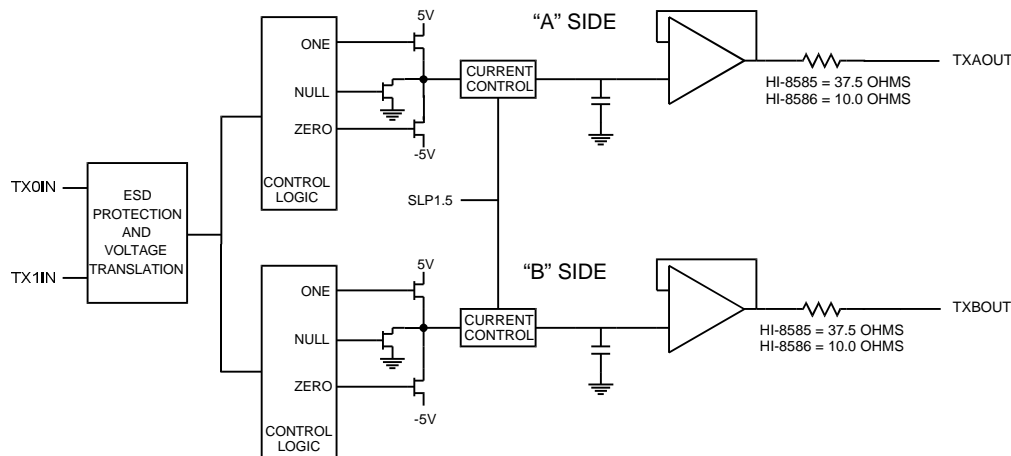 5V
"A" SIDE
ONE
CURRENT
CONTROL
TXAOUT
HI-8585 = 37.5 OHMS
HI-8586 = 10.0 OHMS
NULL
ZERO
-5V
CONTROL
LOGIC
TX0IN
ESD
PROTECTION
AND
VOLTAGE
TRANSLATION
SLP1.5
TX1IN
5V
"B" SIDE
ONE
CURRENT
CONTROL
TXBOUT
HI-8585 = 37.5 OHMS
HI-8586 = 10.0 OHMS
NULL
ZERO
-5V
CONTROL
LOGIC